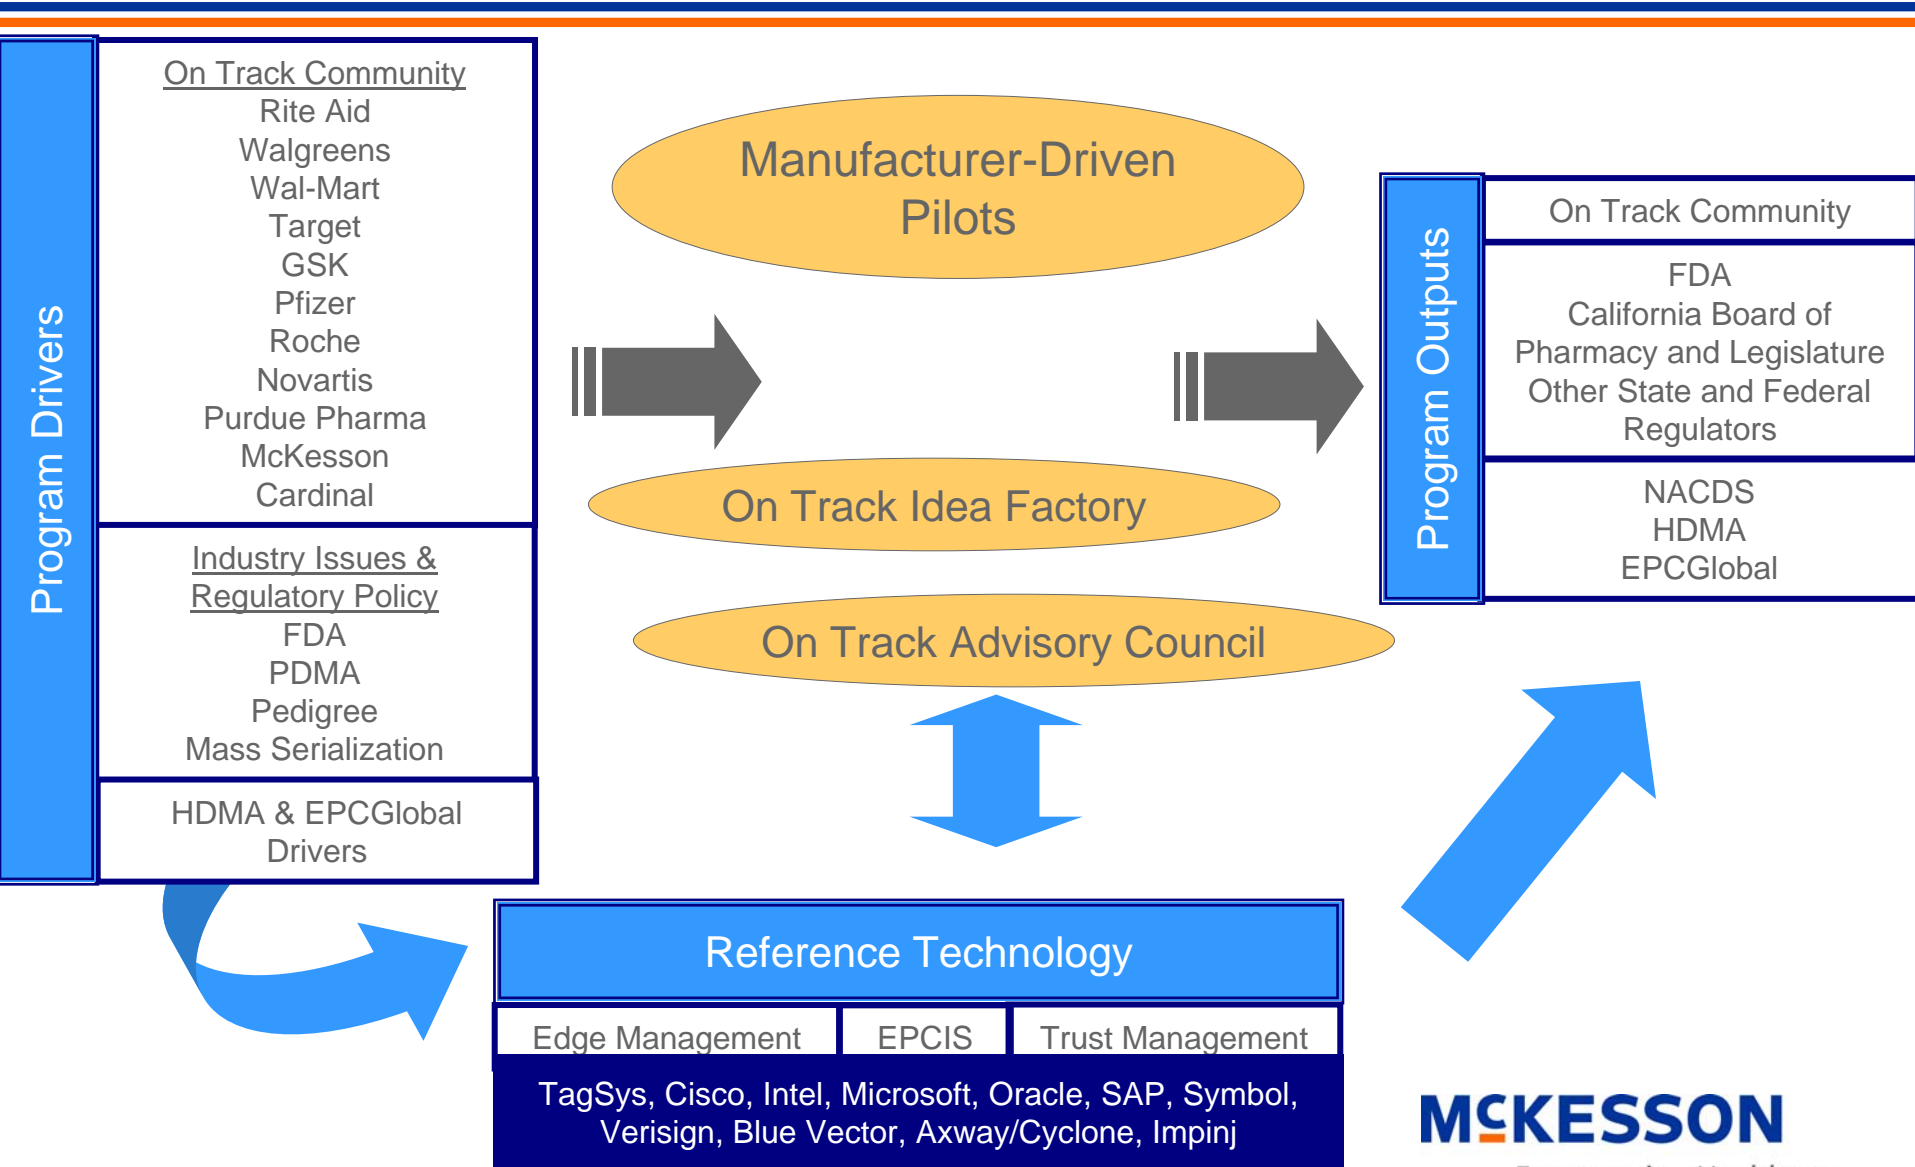 Program Drivers
On Track Community
Rite Aid
Walgreens
Wal-Mart
Target
GSK
Pfizer
Roche
Novartis
Purdue Pharma
McKesson
Cardinal
Industry Issues &
Regulatory Policy
FDA
PDMA
Pedigree
Mass Serialization
HDMA & EPCGlobal
Drivers
Manufacturer-Driven
Pilots
On Track Idea Factory
On Track Advisory Council
Program Outputs
On Track Community
FDA
California Board of
Pharmacy and Legislature
Other State and Federal
Regulators
NACDS
HDMA
EPCGlobal
Reference Technology
Edge Management
EPCIS
Trust Management
TagSys, Cisco, Intel, Microsoft, Oracle, SAP, Symbol,
Verisign, Blue Vector, Axway/Cyclone, Impinj
MCKESSON